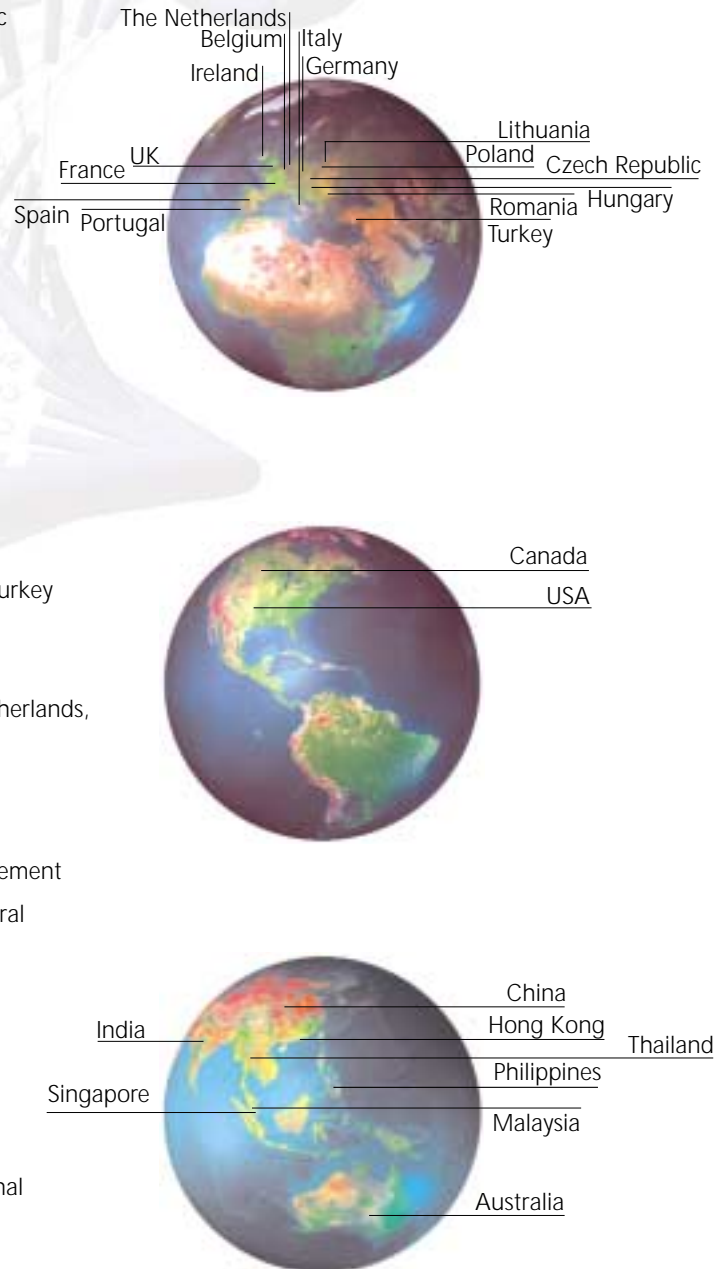 c
The Netherlands
Belgium
Italy
Ireland
Germany
Lithuania
UK
Poland
France
Czech Republic
Spain
Portugal
Romania
Hungary
Turkey
Canada
urkey
USA
herlands,
ement
ral
China
India
Hong Kong
Thailand
Philippines
Singapore
Malaysia
nal
Australia